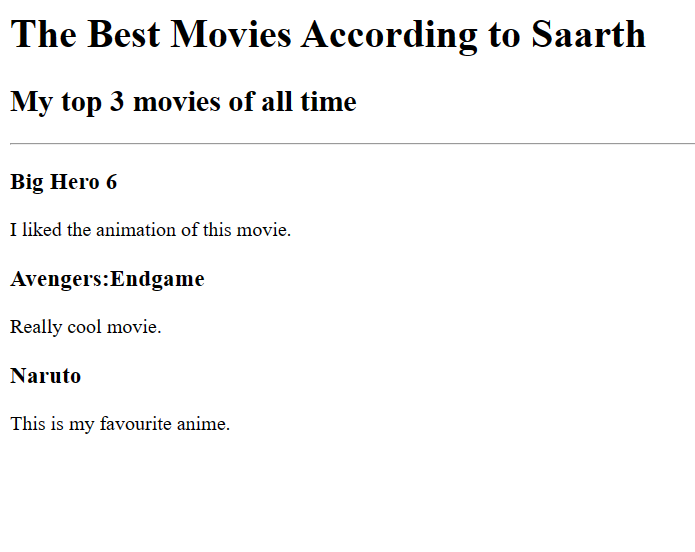 The Best Movies According to Saarth
My top 3 movies of all time
Big Hero 6
I liked the animation of this movie.
Avengers:Endgame
Really cool movie.
Naruto
This is my favourite anime.